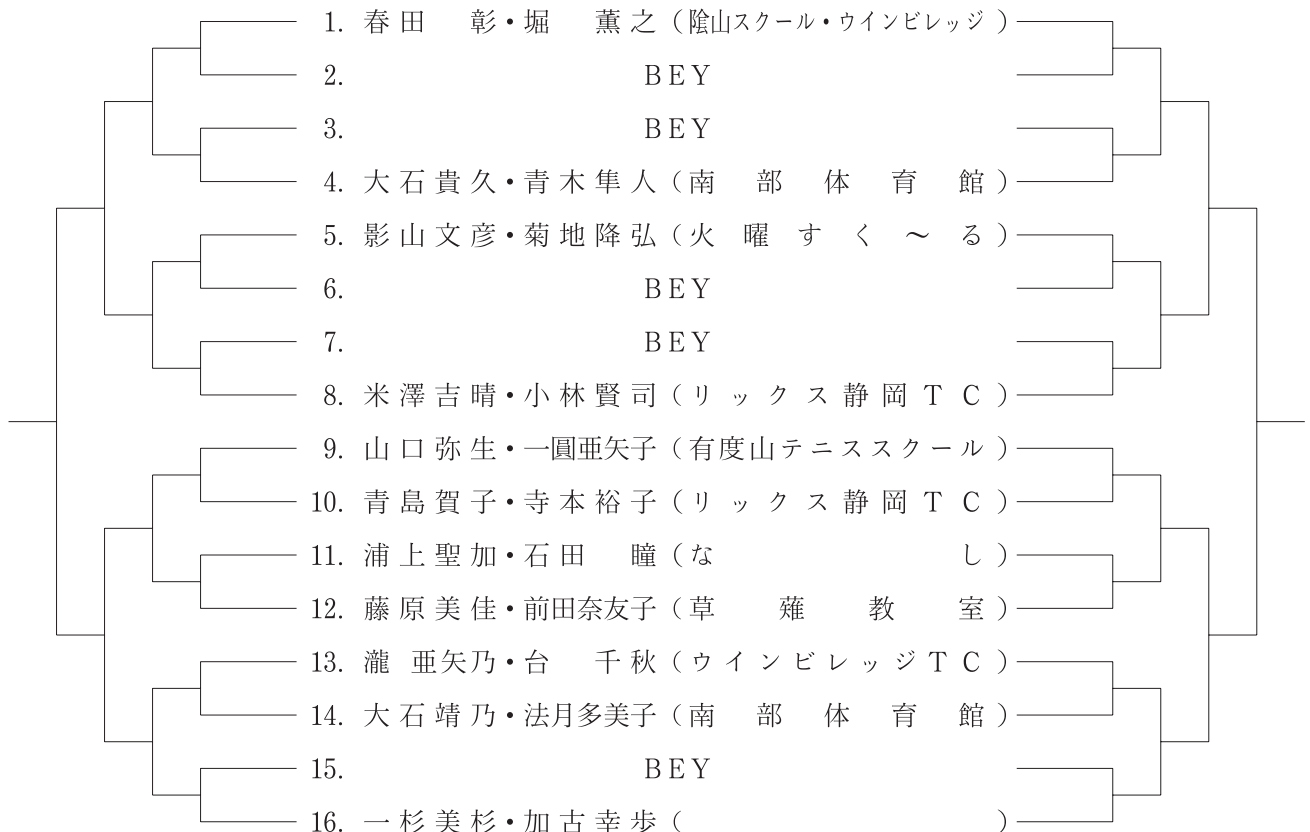 1. 春田 彰・堀 薫之（陰山スクール・ウインビレッジ）
2. BEY
3. BEY
4. 大石貴久・青木隼人（南部体育館）
5. 影山文彦・菊地降弘（火曜すく～る）
6. BEY
7. BEY
8. 米澤吉晴・小林賢司（リックス静岡TC）
9. 山口弥生・一圓亜矢子（有度山テニススクール）
10. 青島賀子・寺本裕子（リックス静岡TC）
11. 浦上聖加・石田 瞳（なし）
12. 藤原美佳・前田奈友子（草薙教室）
13. 瀧 亜矢乃・台 千秋（ウインビレッジTC）
14. 大石靖乃・法月多美子（南部体育館）
15. BEY
16. 一杉美杉・加古幸歩（ ）